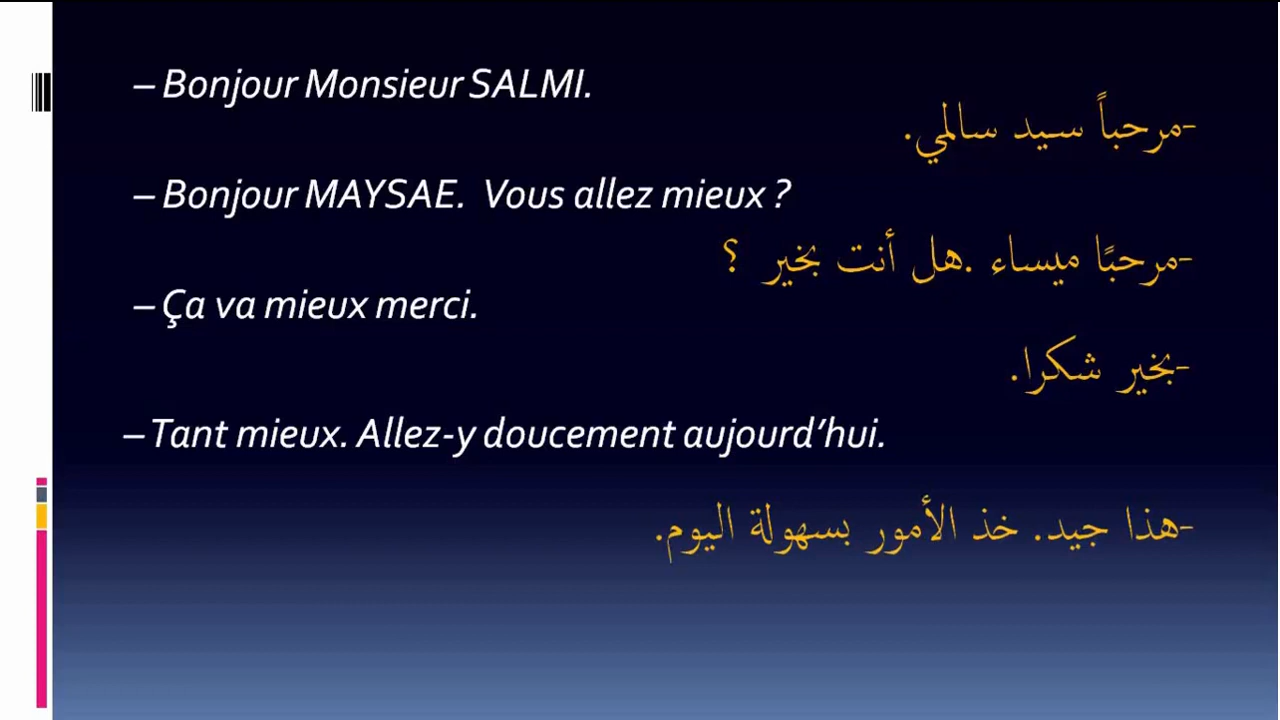 – Bonjour Monsieur SALMI.
-مرحباً سيد سالمي.
– Bonjour MAYSAE. Vous allez mieux ?
-مرحبًا ميساء .هل أنت بخير ؟
– Ça va mieux merci.
-بخير شكرا.
– Tant mieux. Allez-y doucement aujourd’hui.
-هذا جيد. خذ الأمور بسهولة اليوم.